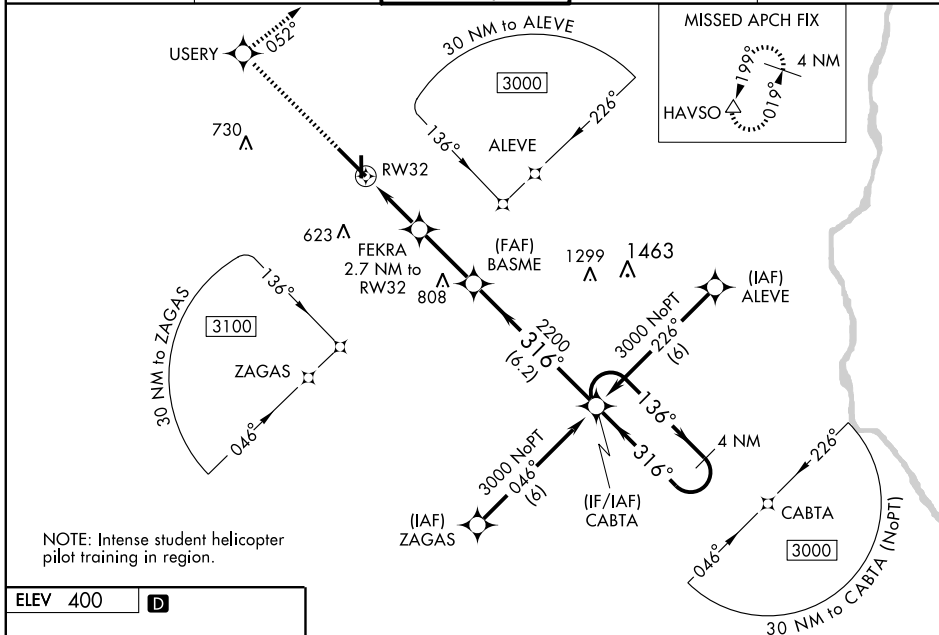 USERY
052°
30 NM to ALEVE
3000
136°
226°
ALEVE
MISSED APCH FIX
4 NM
199°
019°
HAVSO
730
RW32
623
FEKRA
2.7 NM to
RW32
808
(FAF)
BASME
1299
1463
(IAF)
ALEVE
30 NM to ZAGAS
136°
3100
ZAGAS
046°
2200
316°
(6.2)
3000 NoPT
226°
(6)
136°
4 NM
316°
3000 NoPT
046°
(6)
(IAF)
ZAGAS
(IF/IAF)
CABTA
226°
CABTA
046°
3000
30 NM to CABTA (NoPT)
NOTE: Intense student helicopter
pilot training in region.
ELEV 400 D